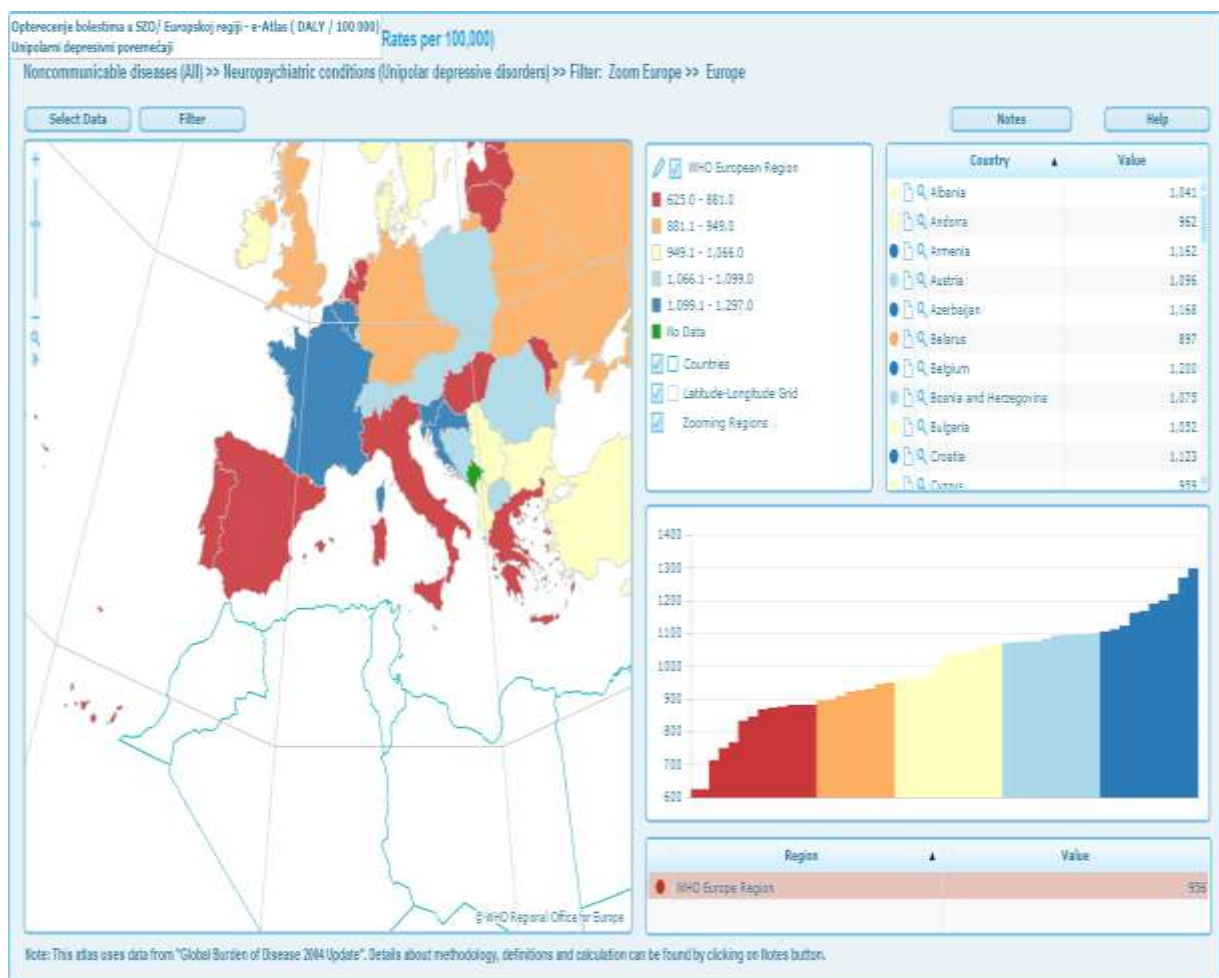 Opterecenje bolestima u SZO/ Europskoj regiji - e-Atlas ( DALY / 100 000)
Unipolarni depresivni poremećaji
Rates per 100,000)
Noncommunicable diseases (All) >> Neuropsychiatric conditions (Unipolar depressive disorders) >> Filter: Zoom Europe >> Europe
Select Data
Filter
Notes
Help
WHO European Region
625.0 - 881.0
881.1 - 949.0
949.1 - 1,066.0
1,066.1 - 1,099.0
1,099.1 - 1,297.0
No Data
Countries
Latitude-Longitude Grid
Zooming Regions
Country ▲ Value
Albania 1,041
Andorra 962
Armenia 1,162
Austria 1,096
Azerbaijan 1,168
Belarus 897
Belgium 1,200
Bosnia and Herzegovina 1,075
Bulgaria 1,052
Croatia 1,123
Cyprus 959
1400
1300
1200
1100
1000
900
800
700
600
Region ▲ Value
WHO Europe Region 936
© WHO Regional Office for Europe
Note: This atlas uses data from "Global Burden of Disease 2004 Update". Details about methodology, definitions and calculation can be found by clicking on Notes button.